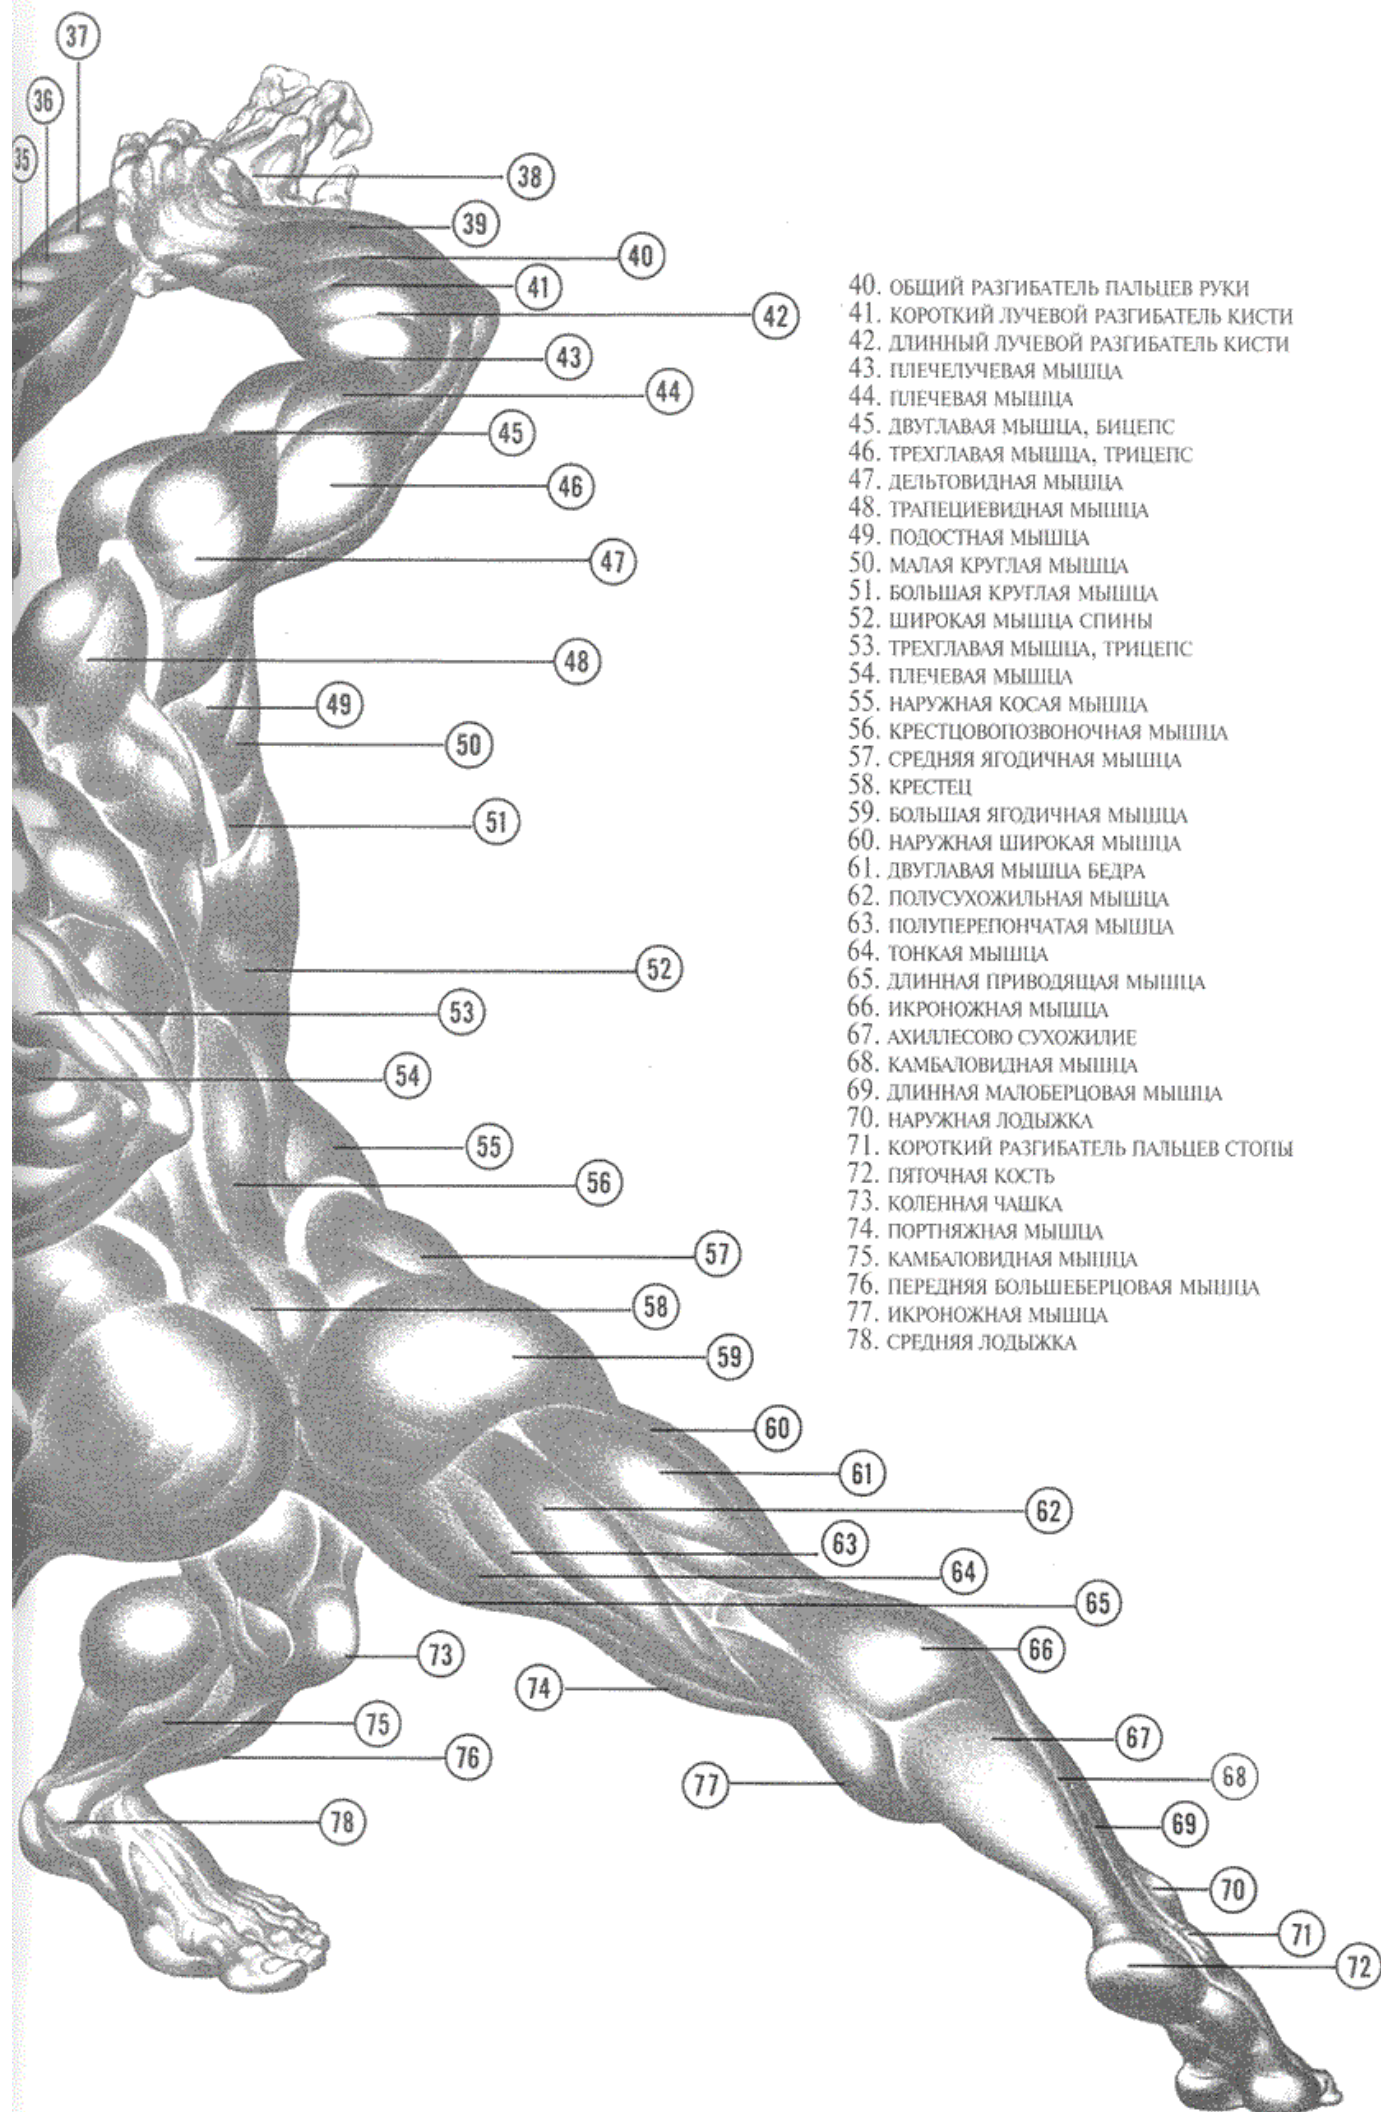 37
36
35
38
39
40
41
42
43
44
45
46
47
48
49
50
51
52
53
54
55
56
57
58
59
60
61
62
63
64
65
66
73
74
75
67
76
77
68
69
78
70
71
72
40. ОБЩИЙ РАЗГИБАТЕЛЬ ПАЛЬЦЕВ РУКИ
41. КОРОТКИЙ ЛУЧЕВОЙ РАЗГИБАТЕЛЬ КИСТИ
42. ДЛИННЫЙ ЛУЧЕВОЙ РАЗГИБАТЕЛЬ КИСТИ
43. ПЛЕЧЕЛУЧЕВАЯ МЫШЦА
44. ПЛЕЧЕВАЯ МЫШЦА
45. ДВУГЛАВАЯ МЫШЦА, БИЦЕПС
46. ТРЕХГЛАВАЯ МЫШЦА, ТРИЦЕПС
47. ДЕЛЬТОВИДНАЯ МЫШЦА
48. ТРАПЕЦИЕВИДНАЯ МЫШЦА
49. ПОДОСТНАЯ МЫШЦА
50. МАЛАЯ КРУГЛАЯ МЫШЦА
51. БОЛЬШАЯ КРУГЛАЯ МЫШЦА
52. ШИРОКАЯ МЫШЦА СПИНЫ
53. ТРЕХГЛАВАЯ МЫШЦА, ТРИЦЕПС
54. ПЛЕЧЕВАЯ МЫШЦА
55. НАРУЖНАЯ КОСАЯ МЫШЦА
56. КРЕСТЦОВОПОЗВОНОЧНАЯ МЫШЦА
57. СРЕДНЯЯ ЯГОДИЧНАЯ МЫШЦА
58. КРЕСТЕЦ
59. БОЛЬШАЯ ЯГОДИЧНАЯ МЫШЦА
60. НАРУЖНАЯ ШИРОКАЯ МЫШЦА
61. ДВУГЛАВАЯ МЫШЦА БЕДРА
62. ПОЛУСУХОЖИЛЬНАЯ МЫШЦА
63. ПОЛУПЕРЕПОНЧАТАЯ МЫШЦА
64. ТОНКАЯ МЫШЦА
65. ДЛИННАЯ ПРИВОДЯЩАЯ МЫШЦА
66. ИКРОНОЖНАЯ МЫШЦА
67. АХИЛЛЕСОВО СУХОЖИЛИЕ
68. КАМБАЛОВИДНАЯ МЫШЦА
69. ДЛИННАЯ МАЛОБЕРЦОВАЯ МЫШЦА
70. НАРУЖНАЯ ЛОДЫЖКА
71. КОРОТКИЙ РАЗГИБАТЕЛЬ ПАЛЬЦЕВ СТОПЫ
72. ПЯТОЧНАЯ КОСТЬ
73. КОЛЕННАЯ ЧАШКА
74. ПОРТНЯЖНАЯ МЫШЦА
75. КАМБАЛОВИДНАЯ МЫШЦА
76. ПЕРЕДНЯЯ БОЛЬШЕБЕРЦОВАЯ МЫШЦА
77. ИКРОНОЖНАЯ МЫШЦА
78. СРЕДНЯЯ ЛОДЫЖКА